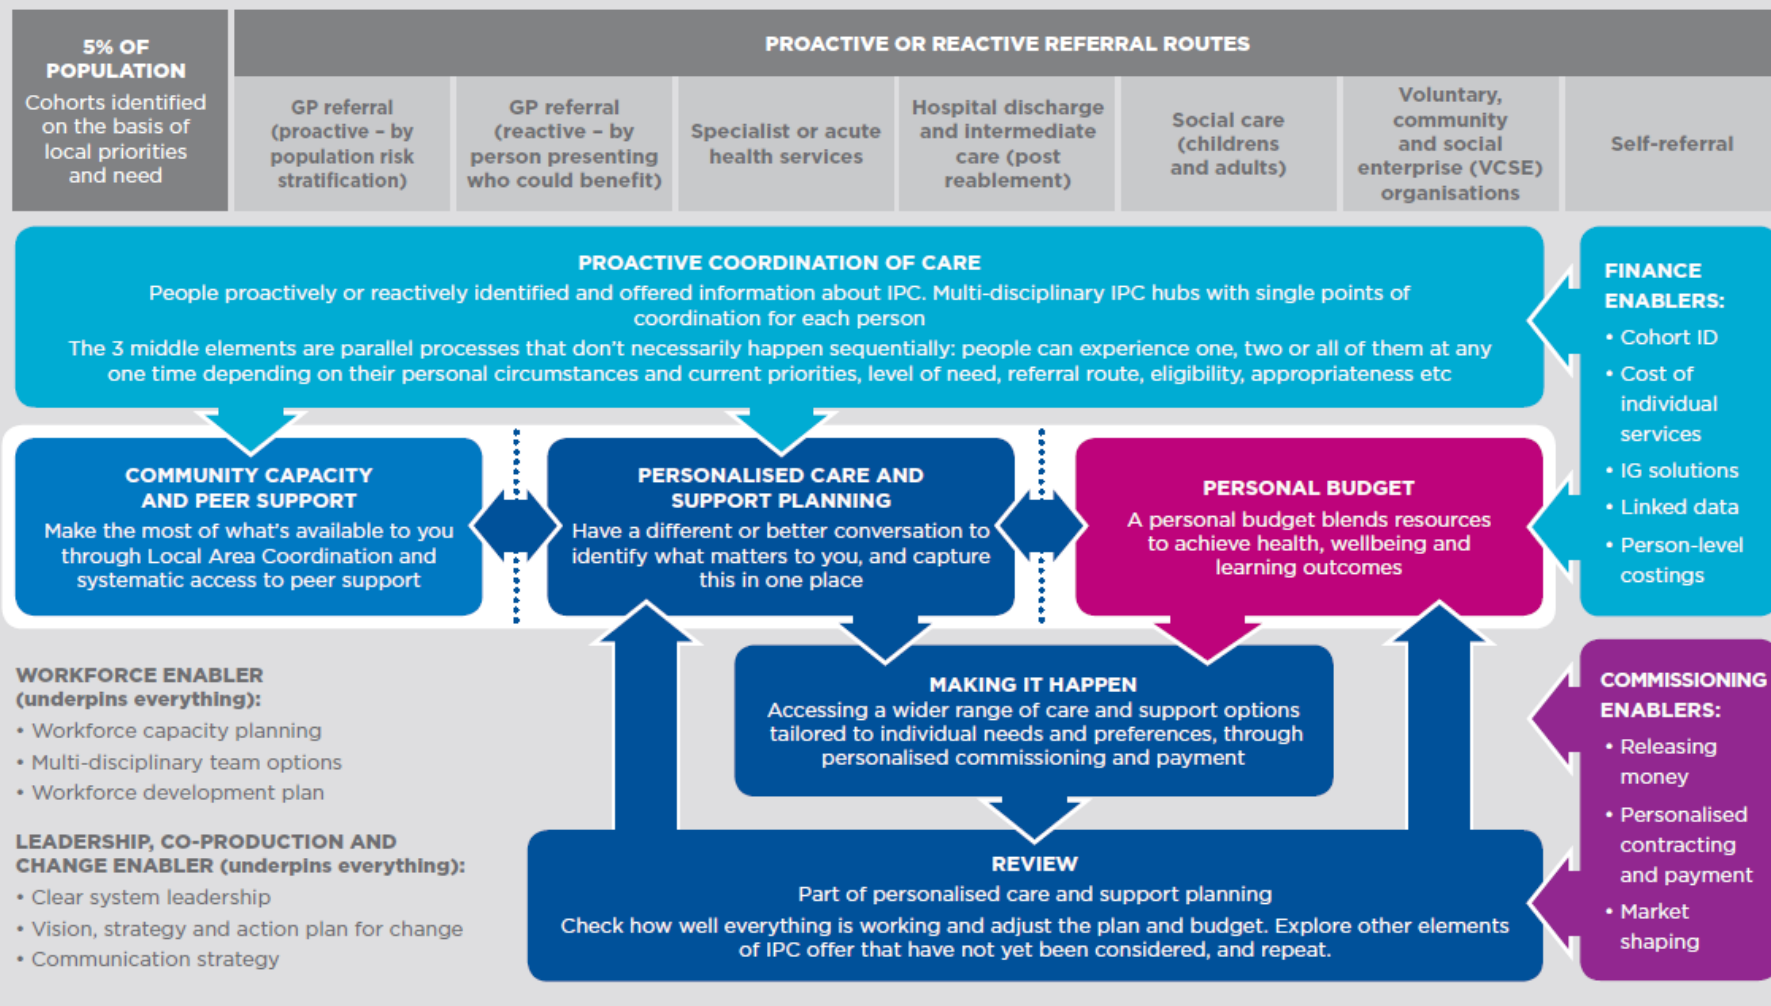 5% OF
POPULATION
Cohorts identified
on the basis of
local priorities
and need
PROACTIVE OR REACTIVE REFERRAL ROUTES
GP referral
(proactive – by
population risk
stratification)
GP referral
(reactive – by
person presenting
who could benefit)
Specialist or acute
health services
Hospital discharge
and intermediate
care (post
reablement)
Social care
(childrens
and adults)
Voluntary,
community
and social
enterprise (VCSE)
organisations
Self-referral
PROACTIVE COORDINATION OF CARE
People proactively or reactively identified and offered information about IPC. Multi-disciplinary IPC hubs with single points of
coordination for each person
The 3 middle elements are parallel processes that don't necessarily happen sequentially: people can experience one, two or all of them at any
one time depending on their personal circumstances and current priorities, level of need, referral route, eligibility, appropriateness etc
FINANCE
ENABLERS:
• Cohort ID
• Cost of
individual
services
• IG solutions
• Linked data
• Person-level
costings
COMMUNITY CAPACITY
AND PEER SUPPORT
Make the most of what's available to you
through Local Area Coordination and
systematic access to peer support
PERSONALISED CARE AND
SUPPORT PLANNING
Have a different or better conversation to
identify what matters to you, and capture
this in one place
PERSONAL BUDGET
A personal budget blends resources
to achieve health, wellbeing and
learning outcomes
WORKFORCE ENABLER
(underpins everything):
• Workforce capacity planning
• Multi-disciplinary team options
• Workforce development plan
LEADERSHIP, CO-PRODUCTION AND
CHANGE ENABLER (underpins everything):
• Clear system leadership
• Vision, strategy and action plan for change
• Communication strategy
MAKING IT HAPPEN
Accessing a wider range of care and support options
tailored to individual needs and preferences, through
personalised commissioning and payment
REVIEW
Part of personalised care and support planning
Check how well everything is working and adjust the plan and budget. Explore other elements
of IPC offer that have not yet been considered, and repeat.
COMMISSIONING
ENABLERS:
• Releasing
money
• Personalised
contracting
and payment
• Market
shaping